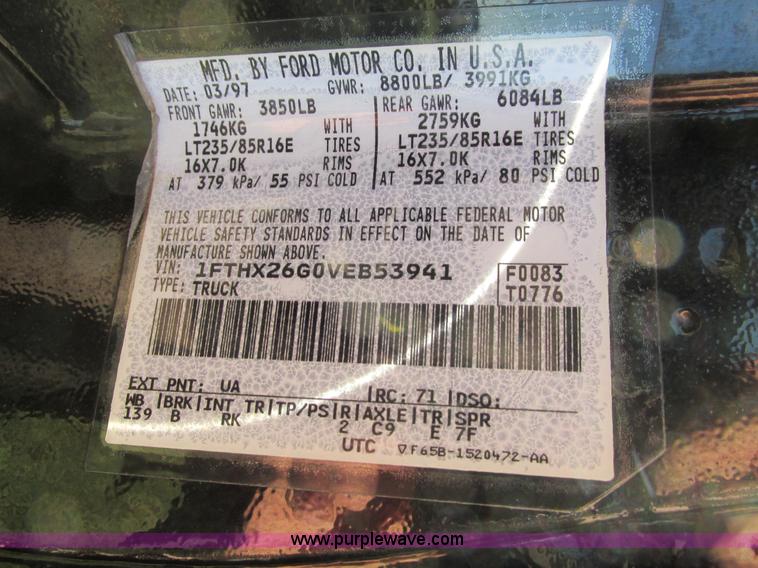 MFD. BY FORD MOTOR CO. IN U.S.A.
DATE: 03/97 GVWR: 8800LB/ 3991KG
FRONT GAWR: 3850LB REAR GAWR: 6084LB
1746KG WITH 2759KG WITH
LT235/85R16E TIRES LT235/85R16E TIRES
16X7.0K RIMS 16X7.0K RIMS
AT 379 kPa/ 55 PSI COLD AT 552 kPa/ 80 PSI COLD
THIS VEHICLE CONFORMS TO ALL APPLICABLE FEDERAL MOTOR
VEHICLE SAFETY STANDARDS IN EFFECT ON THE DATE OF
MANUFACTURE SHOWN ABOVE.
VIN: 1FTHX26G0VEB53941 F0083
TYPE: TRUCK T0776
EXT PNT: UA RC: 71 DSO:
WB BRK INT TR TP/PS R AXLE TR SPR
139 B RK 2 C9 E 7F
UTC ▽F65B-1520472-AA
www.purplewave.com